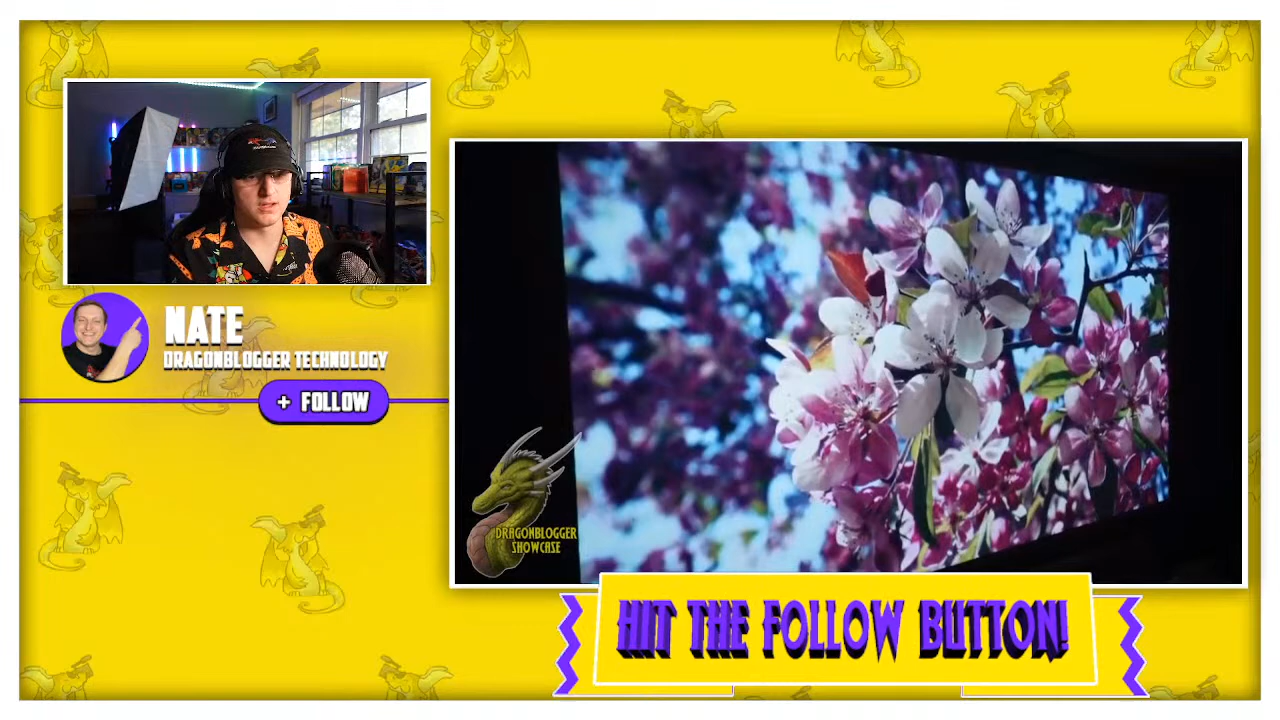 NATE
DRAGONBLOGGER TECHNOLOGY
+ FOLLOW
DRAGONBLOGGER
SHOWCASE
HIT THE FOLLOW BUTTON!